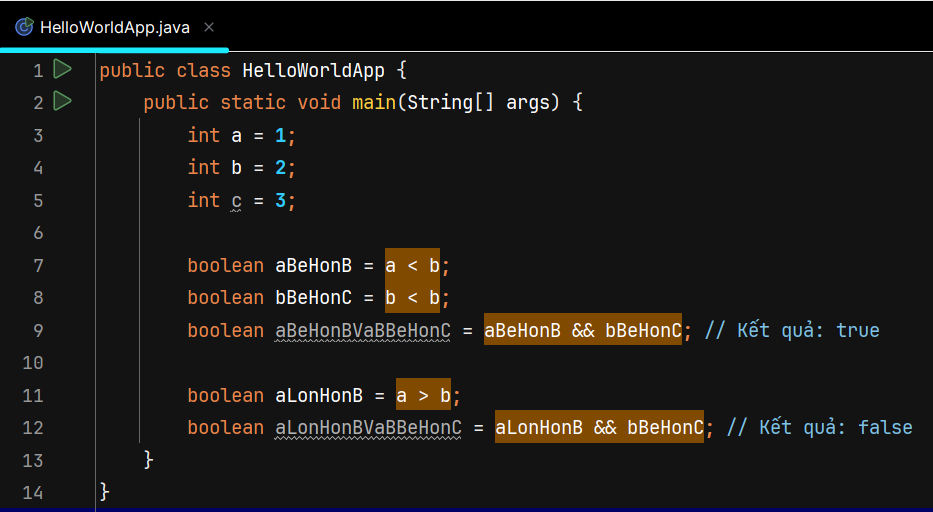 HelloWorldApp.java ×
1 public class HelloWorldApp {
2 public static void main(String[] args) {
3 int a = 1;
4 int b = 2;
5 int c = 3;
6
7 boolean aBeHonB = a < b;
8 boolean bBeHonC = b < b;
9 boolean aBeHonBVaBBeHonC = aBeHonB && bBeHonC; // Kết quả: true
10
11 boolean aLonHonB = a > b;
12 boolean aLonHonBVaBBeHonC = aLonHonB && bBeHonC; // Kết quả: false
13 }
14 }